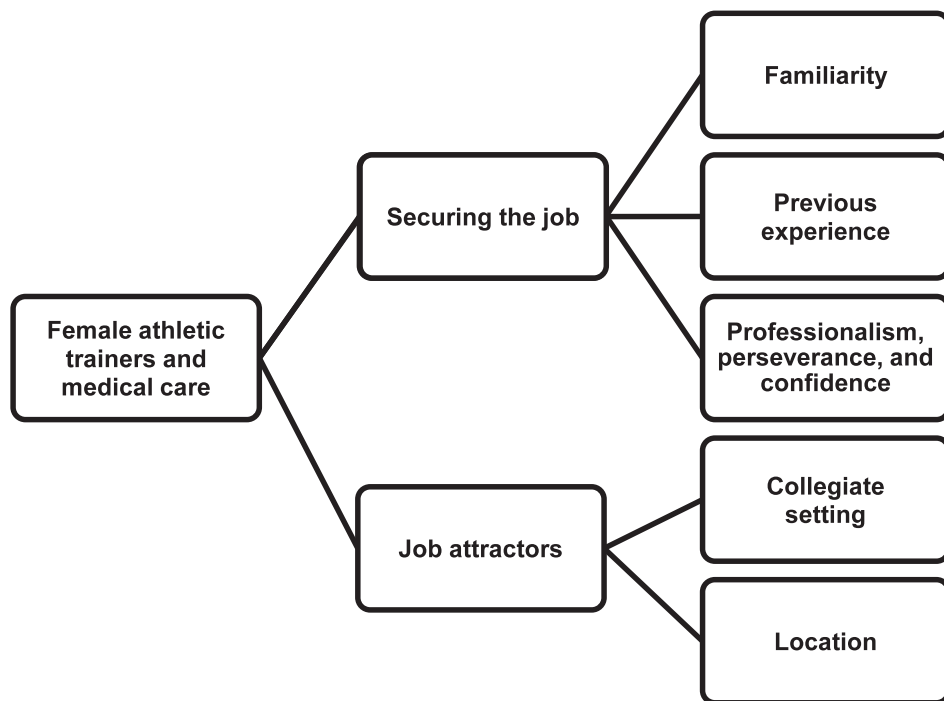 Familiarity
Securing the job
Previous
experience
Female athletic
trainers and
medical care
Professionalism,
perseverance, and
confidence
Collegiate
setting
Job attractors
Location